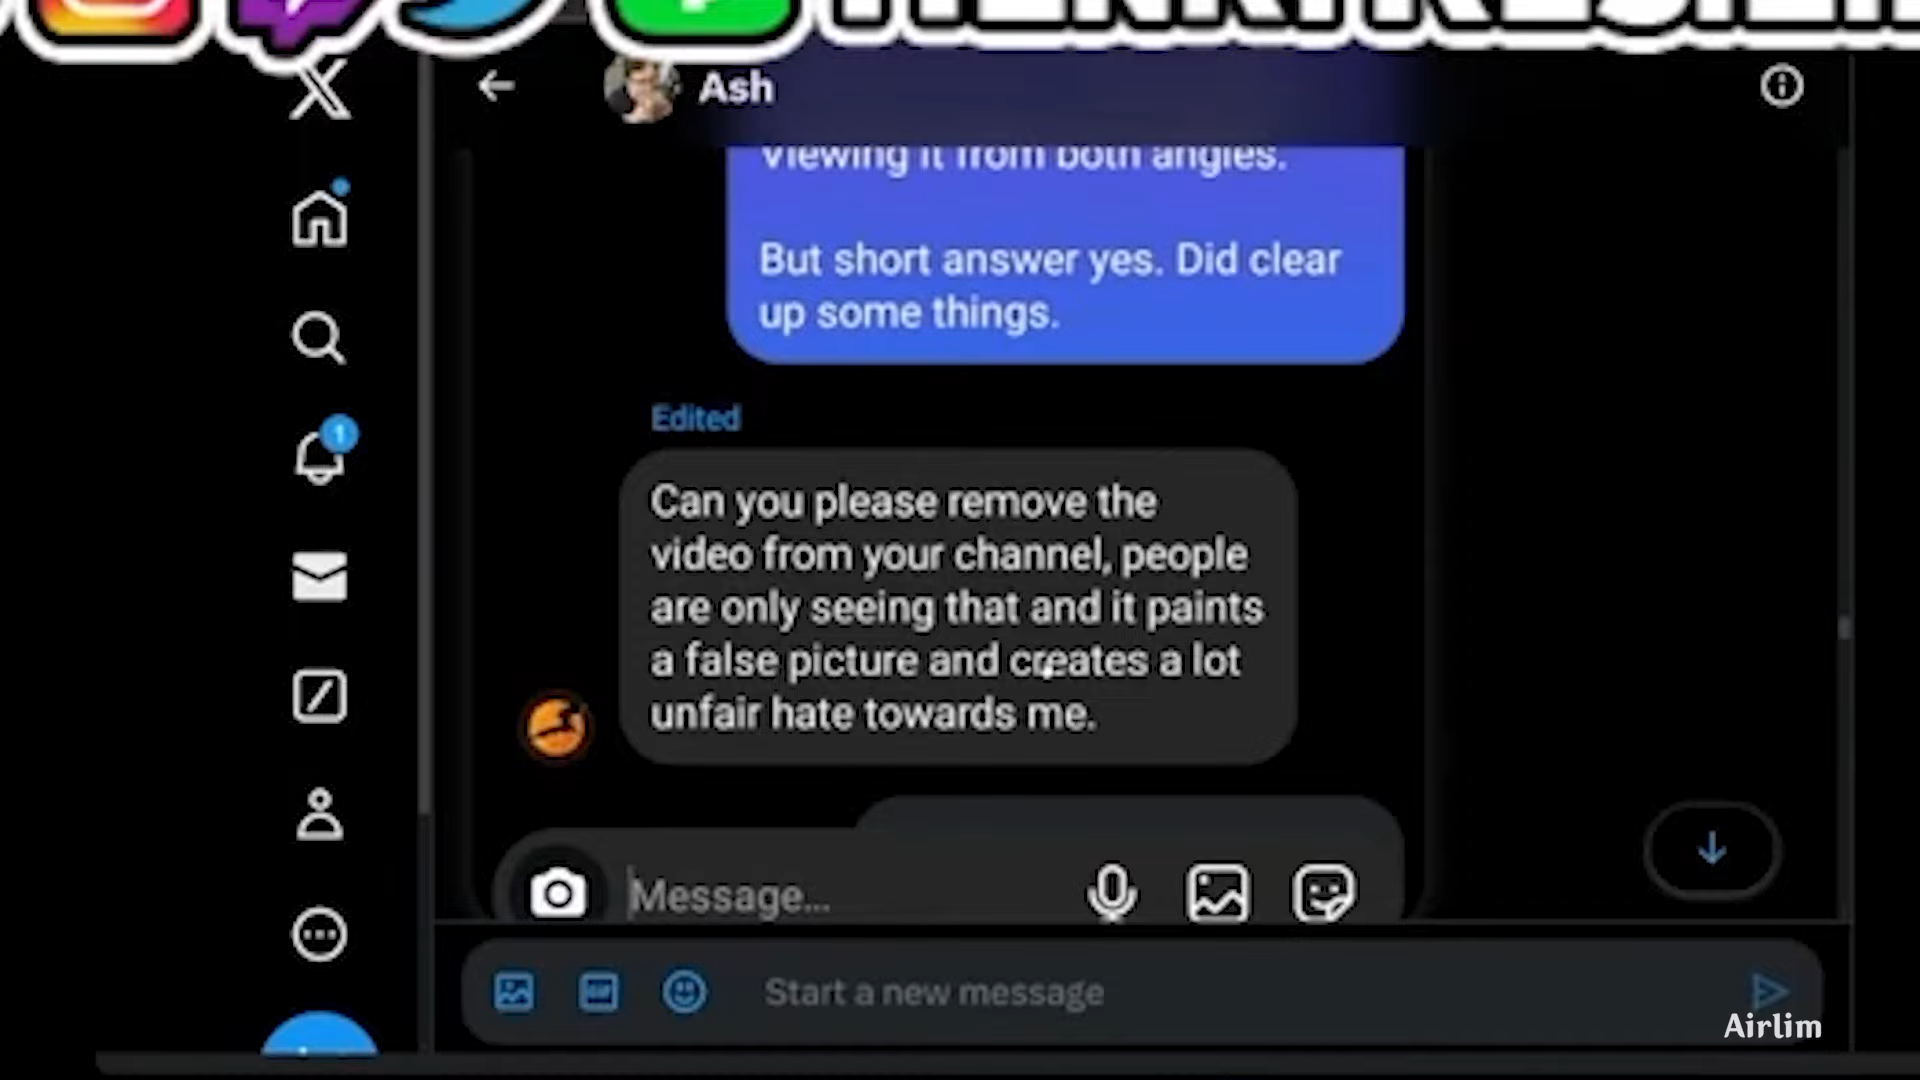 Ash
Viewing it from both angles.
But short answer yes. Did clear
up some things.
1
Edited
Can you please remove the
video from your channel, people
are only seeing that and it paints
a false picture and creates a lot
unfair hate towards me.
Message...
GIF
Start a new message
Airlim